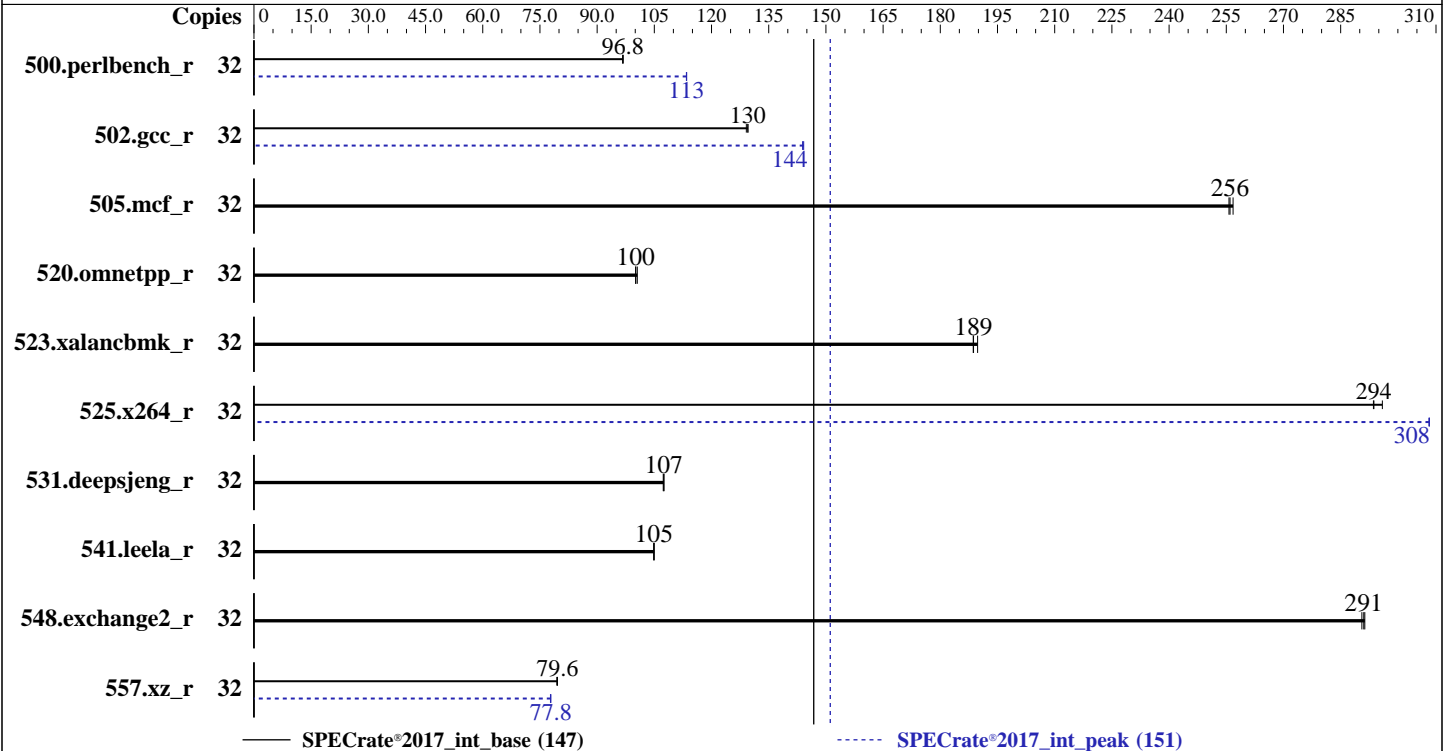 Copies 0 15.0 30.0 45.0 60.0 75.0 90.0 105 120 135 150 165 180 195 210 225 240 255 270 285 310
500.perlbench_r 32 96.8
113
502.gcc_r 32 130
144
505.mcf_r 32 256
520.omnetpp_r 32 100
523.xalancbmk_r 32 189
525.x264_r 32 294
308
531.deepsjeng_r 32 107
541.leela_r 32 105
548.exchange2_r 32 291
557.xz_r 32 79.6
77.8
SPECrate®2017_int_base (147) SPECrate®2017_int_peak (151)